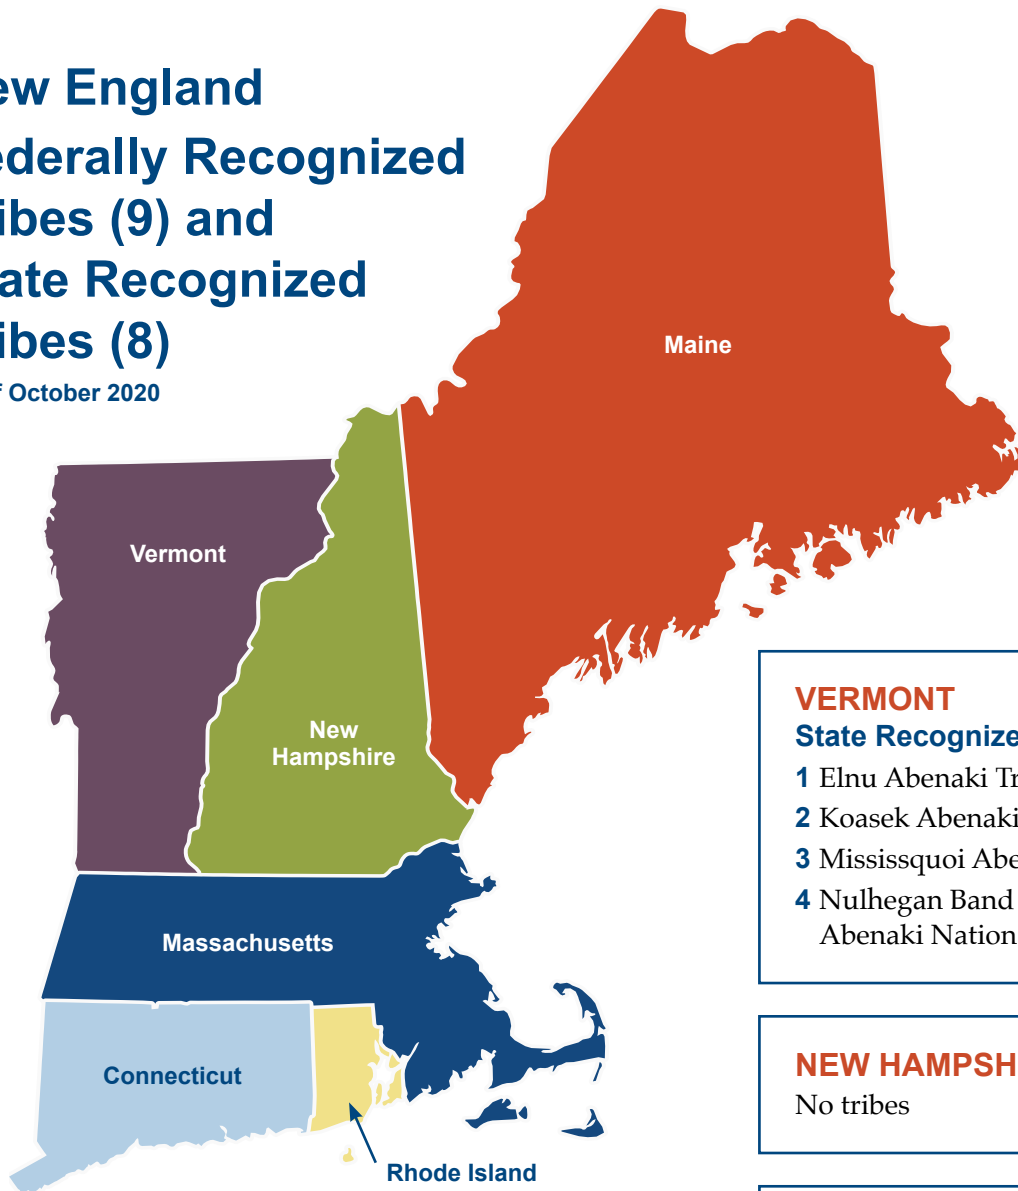 ew England
ederally Recognized
ibes (9) and
ate Recognized
ibes (8)
f October 2020
Maine
Vermont
New
Hampshire
Massachusetts
Connecticut
Rhode Island
VERMONT
State Recognize
1 Elnu Abenaki Tr
2 Koasek Abenaki
3 Mississquoi Abe
4 Nulhegan Band
Abenaki Nation
NEW HAMPSH
No tribes